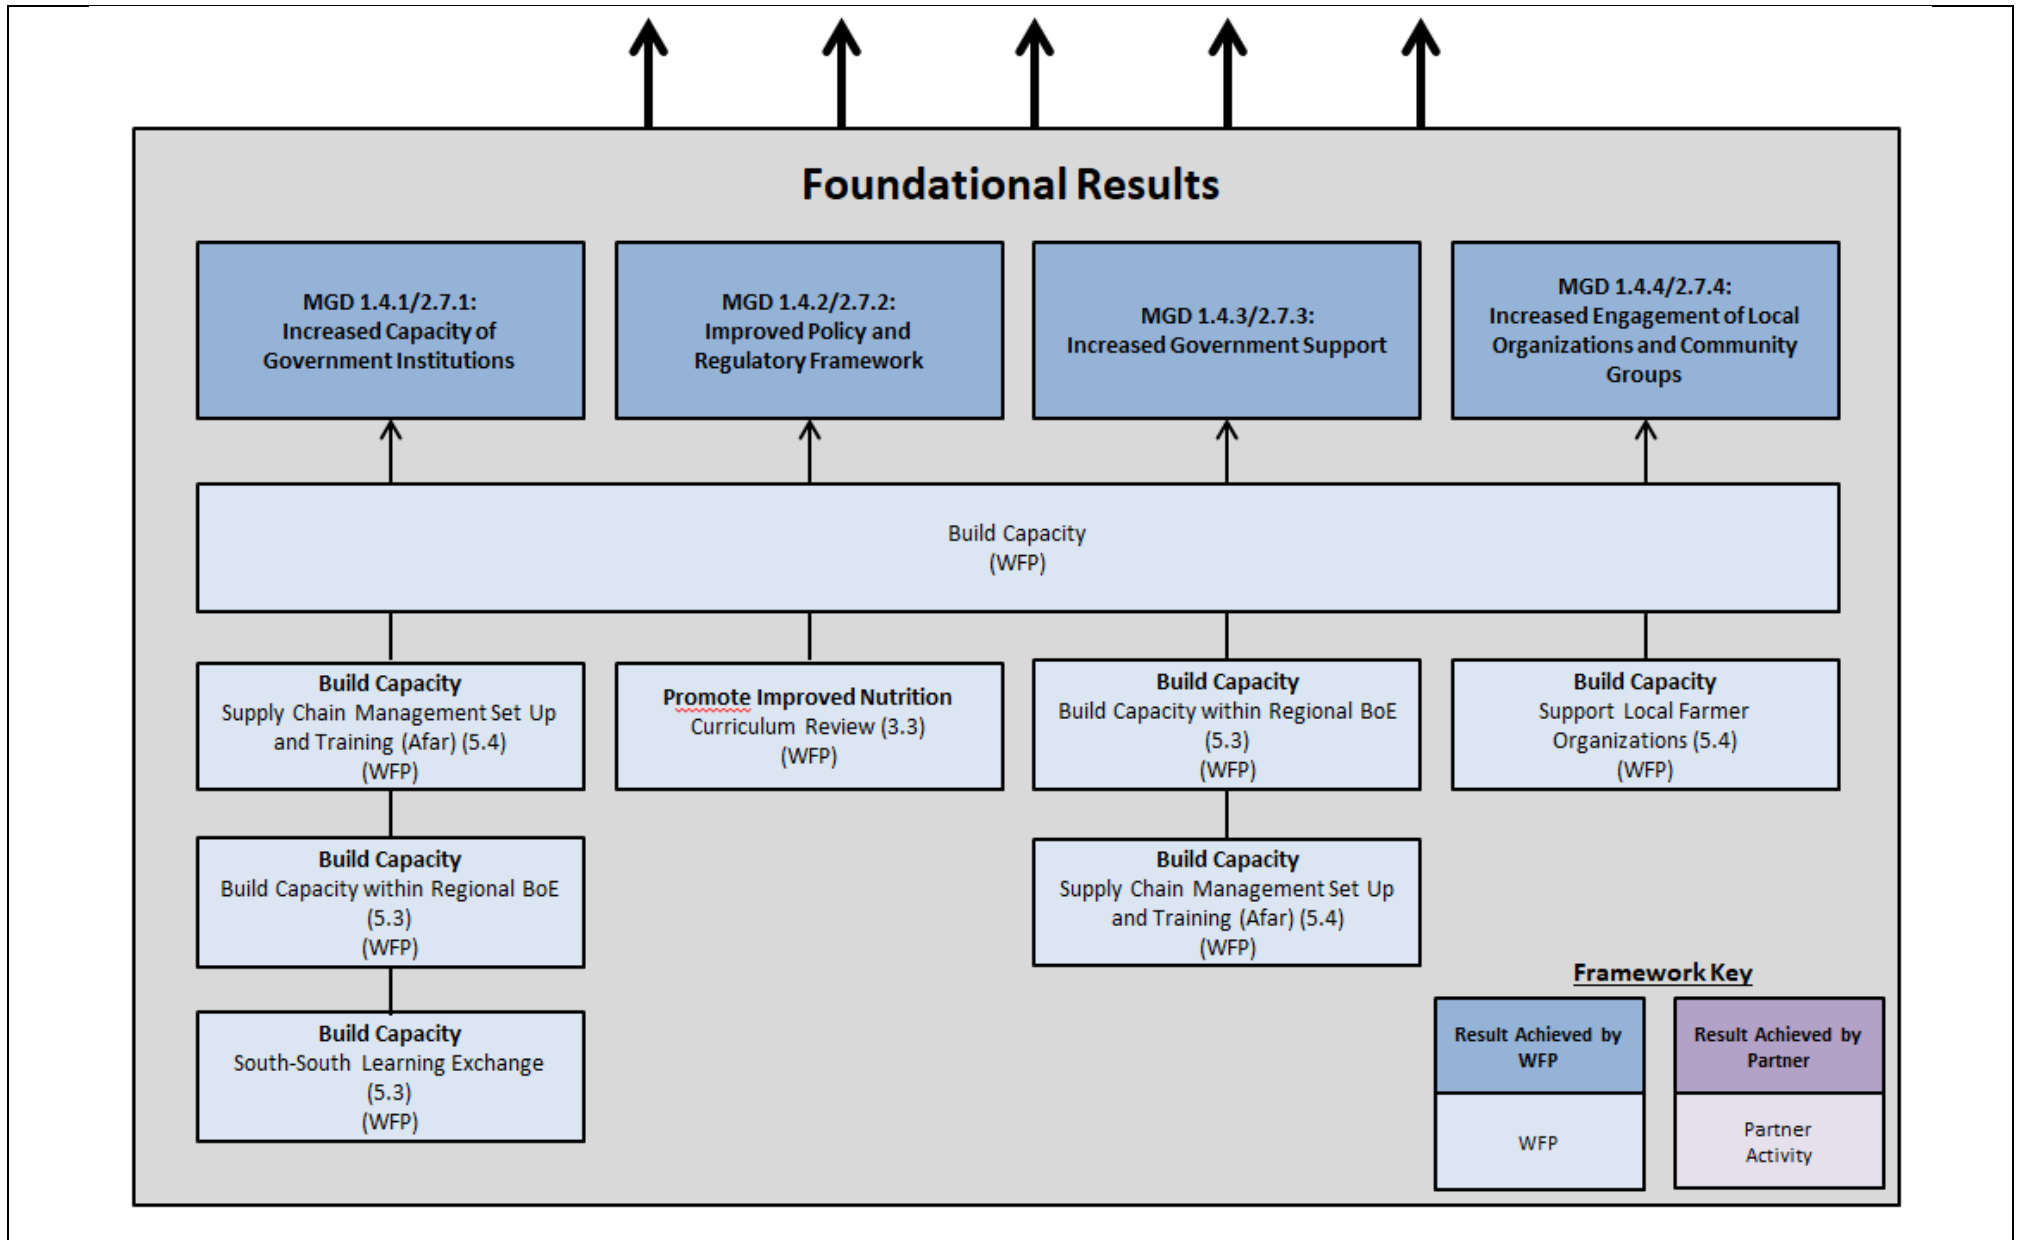 Foundational Results
MGD 1.4.1/2.7.1:
Increased Capacity of
Government Institutions
MGD 1.4.2/2.7.2:
Improved Policy and
Regulatory Framework
MGD 1.4.3/2.7.3:
Increased Government Support
MGD 1.4.4/2.7.4:
Increased Engagement of Local
Organizations and Community
Groups
Build Capacity
(WFP)
Build Capacity
Supply Chain Management Set Up
and Training (Afar) (5.4)
(WFP)
Promote Improved Nutrition
Curriculum Review (3.3)
(WFP)
Build Capacity
Build Capacity within Regional BoE
(5.3)
(WFP)
Build Capacity
Support Local Farmer
Organizations (5.4)
(WFP)
Build Capacity
Build Capacity within Regional BoE
(5.3)
(WFP)
Build Capacity
Supply Chain Management Set Up
and Training (Afar) (5.4)
(WFP)
Build Capacity
South-South Learning Exchange
(5.3)
(WFP)
Framework Key
Result Achieved by
WFP
Result Achieved by
Partner
WFP
Partner
Activity